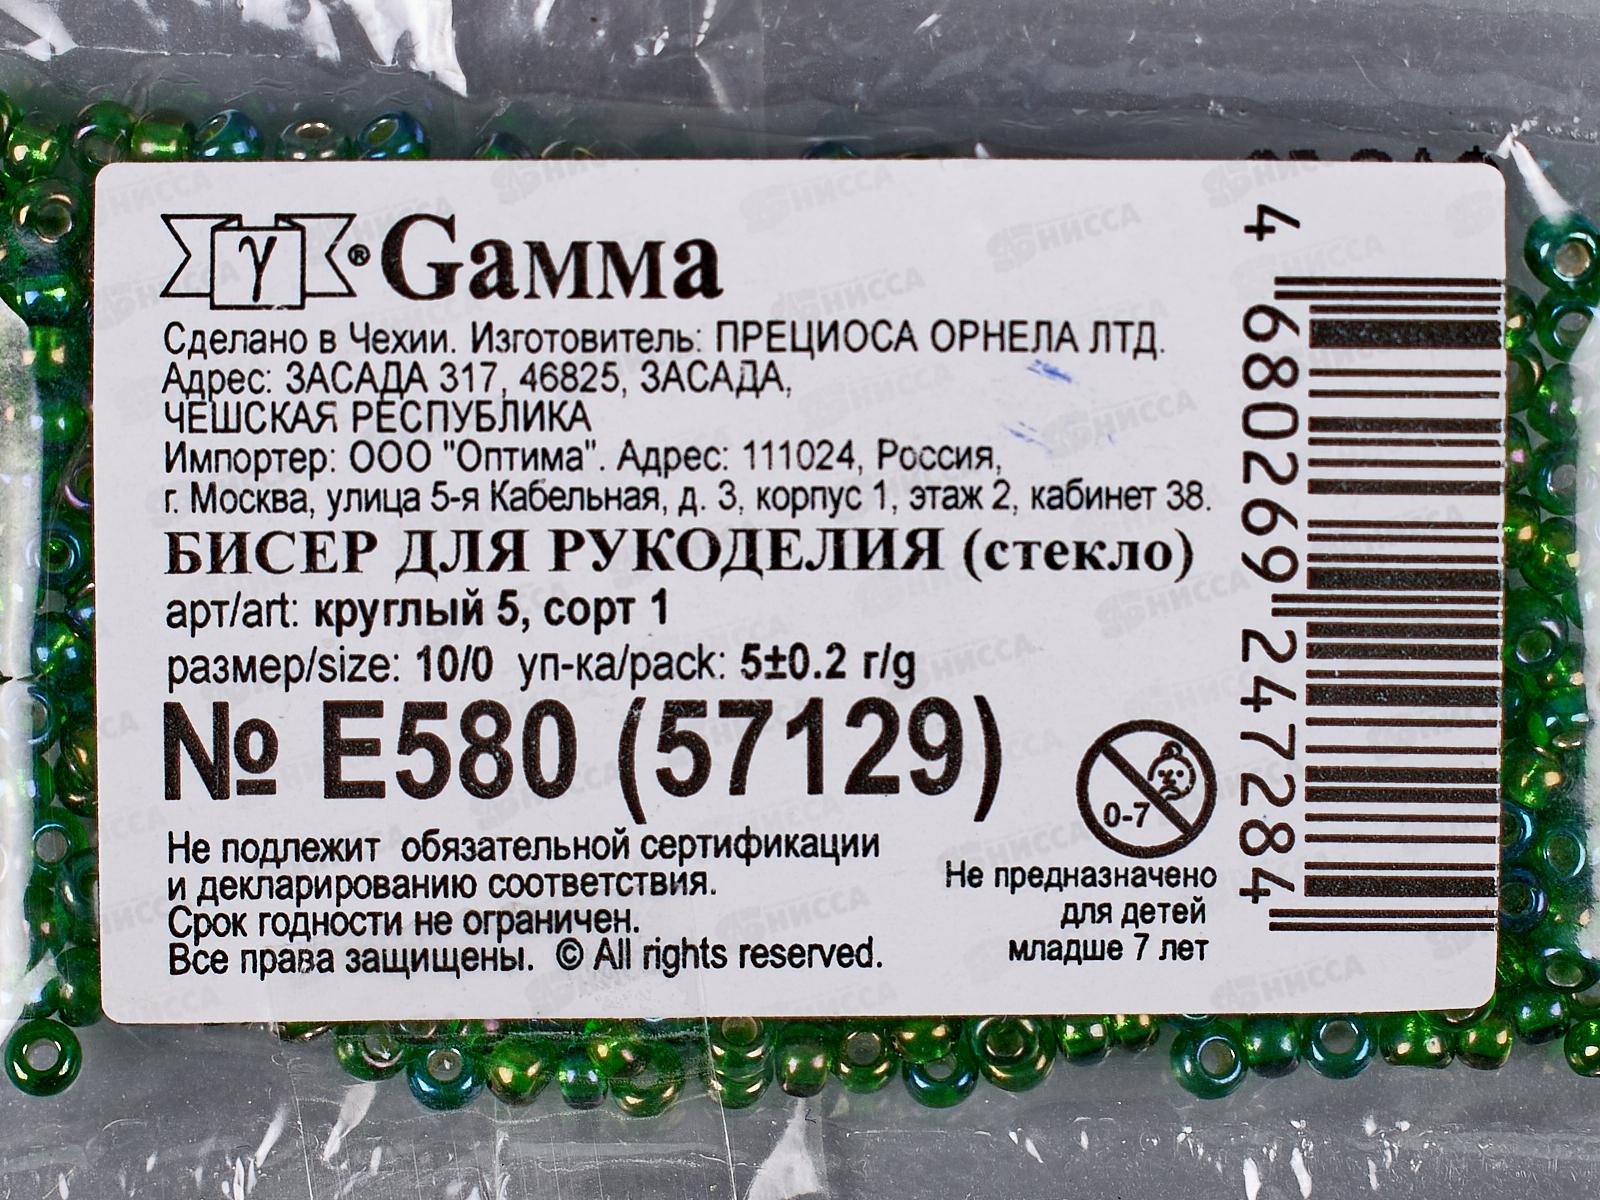 γ ® Gамма
Сделано в Чехии. Изготовитель: ПРЕЦИОСА ОРНЕЛА ЛТД.
Адрес: ЗАСАДА 317, 46825, ЗАСАДА,
ЧЕШСКАЯ РЕСПУБЛИКА
Импортер: ООО "Оптима". Адрес: 111024, Россия,
г. Москва, улица 5-я Кабельная, д. 3, корпус 1, этаж 2, кабинет 38.
БИСЕР ДЛЯ РУКОДЕЛИЯ (стекло)
арт/art: круглый 5, сорт 1
размер/size: 10/0 уп-ка/pack: 5±0.2 г/g
№ E580 (57129)
Не подлежит обязательной сертификации
и декларированию соответствия.
Срок годности не ограничен.
Все права защищены. © All rights reserved.
0-7
Не предназначено
для детей
младше 7 лет
4 680269 247284
НИССА